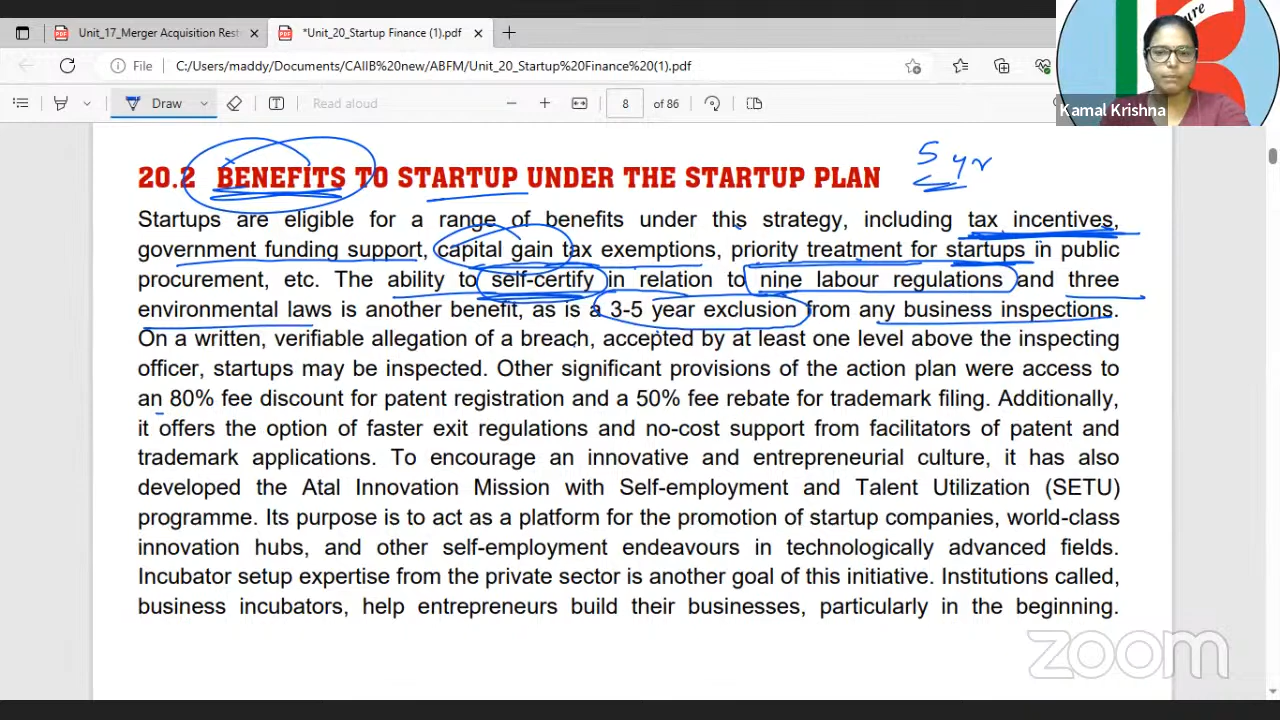 Unit_17_Merger Acquisition Rest
*Unit_20_Startup Finance (1).pdf
File
C:/Users/maddy/Documents/CAIIB%20new/ABFM/Unit_20_Startup%20Finance%20(1).pdf
Draw
Read aloud
8 of 86
Kamal Krishna
5 yr
20.2 BENEFITS TO STARTUP UNDER THE STARTUP PLAN
Startups are eligible for a range of benefits under this strategy, including tax incentives,
government funding support, capital gain tax exemptions, priority treatment for startups in public
procurement, etc. The ability to self-certify in relation to nine labour regulations and three
environmental laws is another benefit, as is a 3-5 year exclusion from any business inspections.
On a written, verifiable allegation of a breach, accepted by at least one level above the inspecting
officer, startups may be inspected. Other significant provisions of the action plan were access to
an 80% fee discount for patent registration and a 50% fee rebate for trademark filing. Additionally,
it offers the option of faster exit regulations and no-cost support from facilitators of patent and
trademark applications. To encourage an innovative and entrepreneurial culture, it has also
developed the Atal Innovation Mission with Self-employment and Talent Utilization (SETU)
programme. Its purpose is to act as a platform for the promotion of startup companies, world-class
innovation hubs, and other self-employment endeavours in technologically advanced fields.
Incubator setup expertise from the private sector is another goal of this initiative. Institutions called,
business incubators, help entrepreneurs build their businesses, particularly in the beginning.
zoom